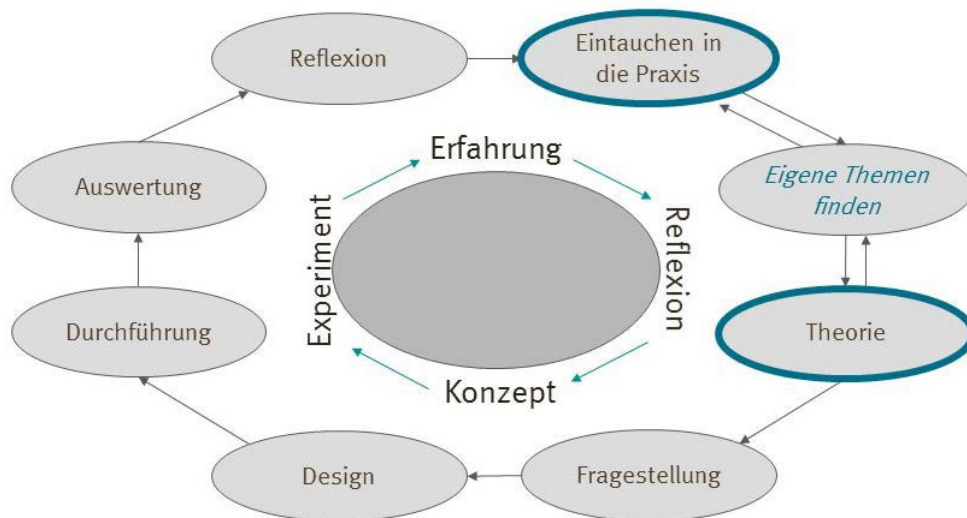 Reflexion
Eintauchen in
die Praxis
Eigene Themen
finden
Theorie
Fragestellung
Design
Durchführung
Auswertung
Erfahrung
Reflexion
Konzept
Experiment